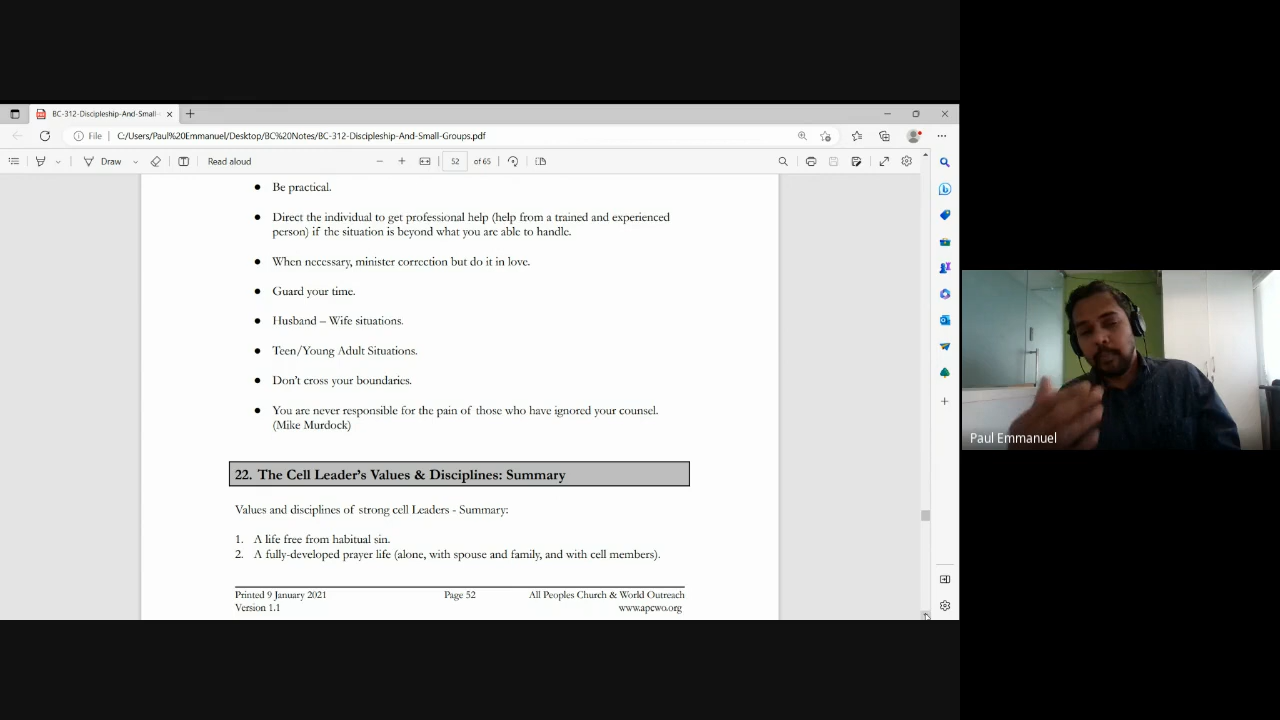 BC-312-Discipleship-And-Small-
File
C:/Users/Paul%20Emmanuel/Desktop/BC%20Notes/BC-312-Discipleship-And-Small-Groups.pdf
Draw
Read aloud
52
of 65
● Be practical.
● Direct the individual to get professional help (help from a trained and experienced
person) if the situation is beyond what you are able to handle.
● When necessary, minister correction but do it in love.
● Guard your time.
● Husband – Wife situations.
● Teen/Young Adult Situations.
● Don't cross your boundaries.
● You are never responsible for the pain of those who have ignored your counsel.
(Mike Murdock)
22. The Cell Leader's Values & Disciplines: Summary
Values and disciplines of strong cell Leaders - Summary:
1. A life free from habitual sin.
2. A fully-developed prayer life (alone, with spouse and family, and with cell members).
Printed 9 January 2021 Page 52 All Peoples Church & World Outreach
Version 1.1 www.apcwo.org
Paul Emmanuel